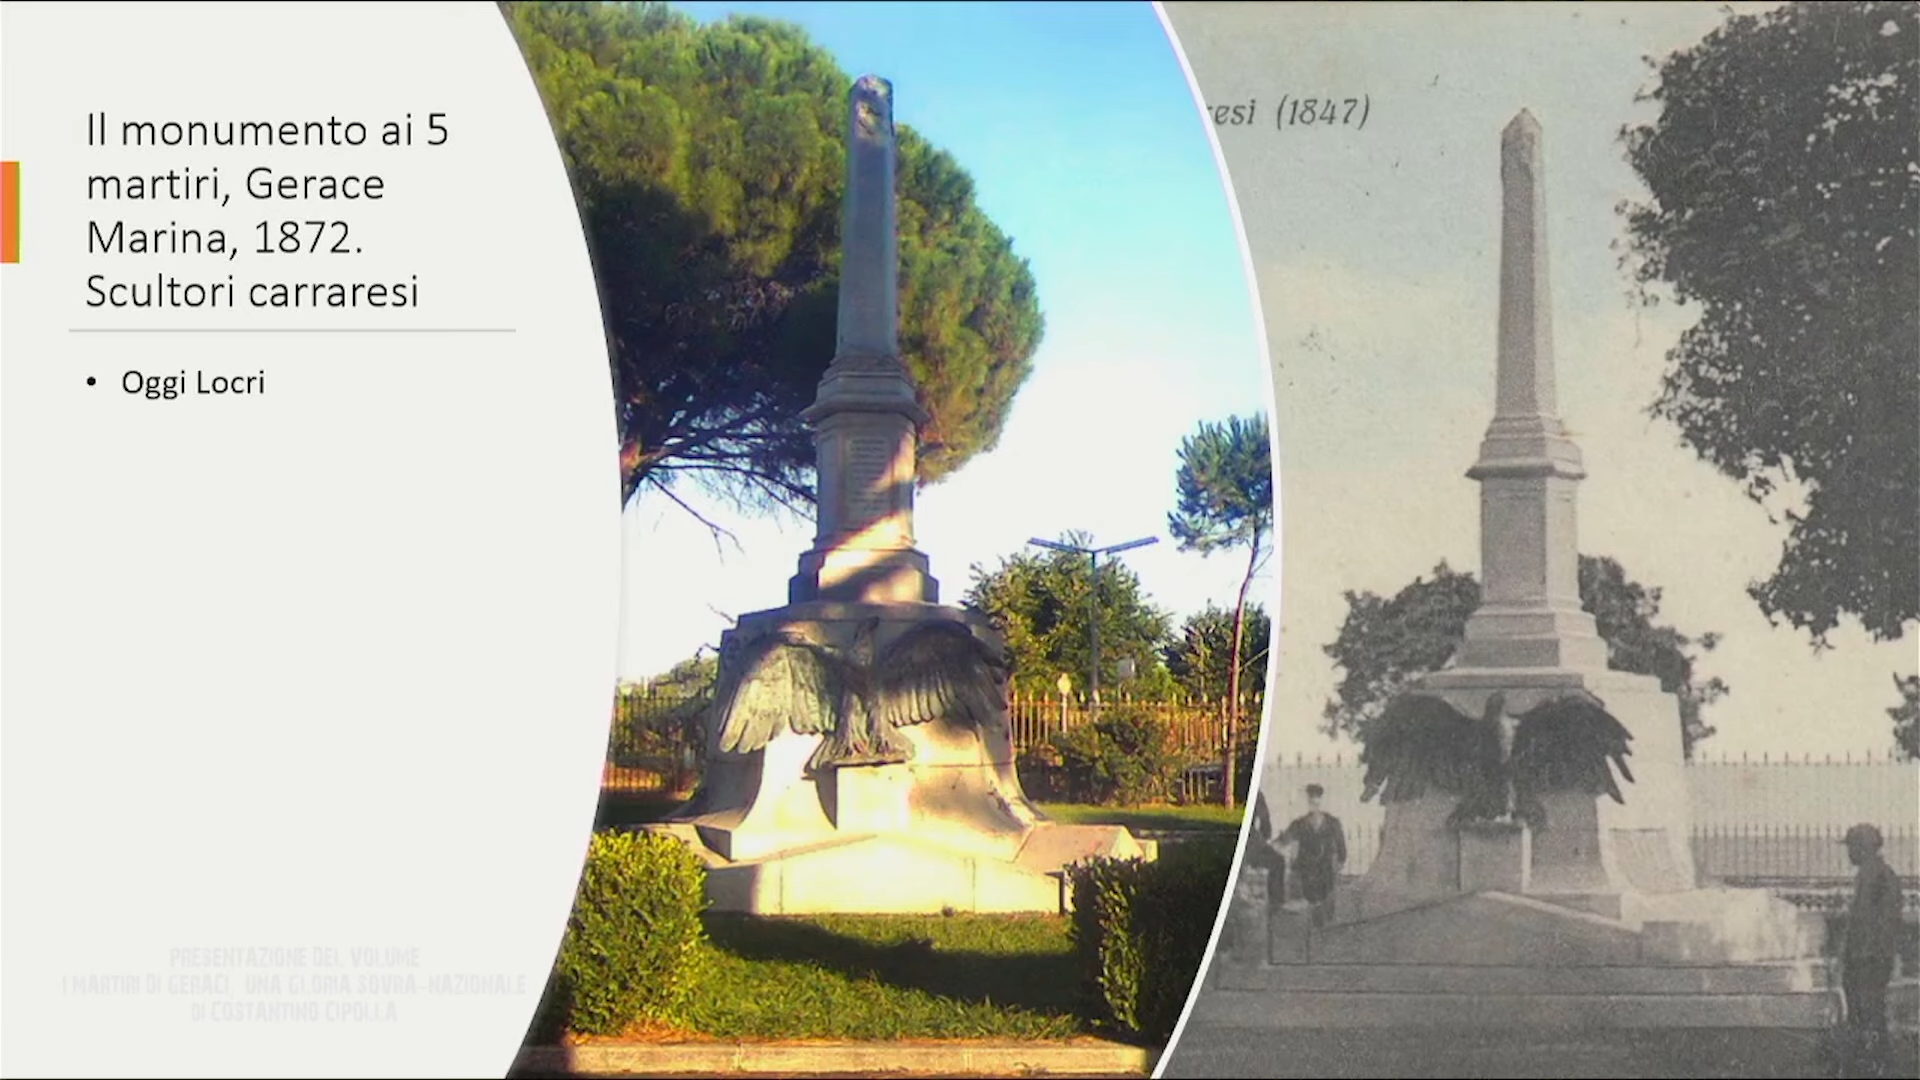 Il monumento ai 5
martiri, Gerace
Marina, 1872.
Scultori carraresi
• Oggi Locri
resi (1847)
PRESENTAZIONE DEL VOLUME
I MARTIRI DI GERACI. UNA GLORIA SOVRA-NAZIONALE
DI COSTANTINO CIPOLLA